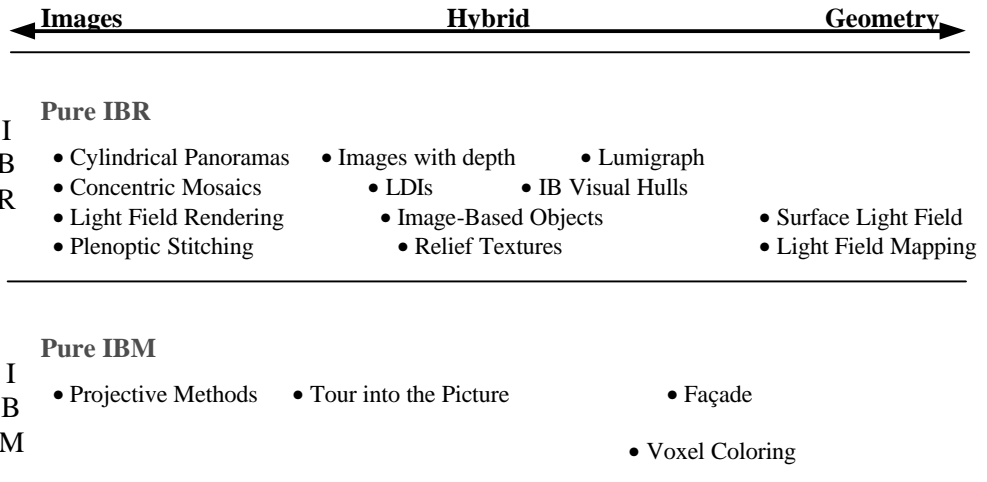 Images Hybrid Geometry
Pure IBR
I
B
R
• Cylindrical Panoramas • Images with depth • Lumigraph
• Concentric Mosaics • LDIs • IB Visual Hulls
• Light Field Rendering • Image-Based Objects • Surface Light Field
• Plenoptic Stitching • Relief Textures • Light Field Mapping
Pure IBM
I
B
M
• Projective Methods • Tour into the Picture • Façade
• Voxel Coloring